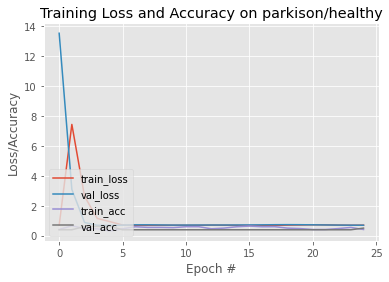 Training Loss and Accuracy on parkison/healthy
14
12
10
8
6
4
2
0
Loss/Accuracy
train_loss
val_loss
train_acc
val_acc
0 5 10 15 20 25
Epoch #